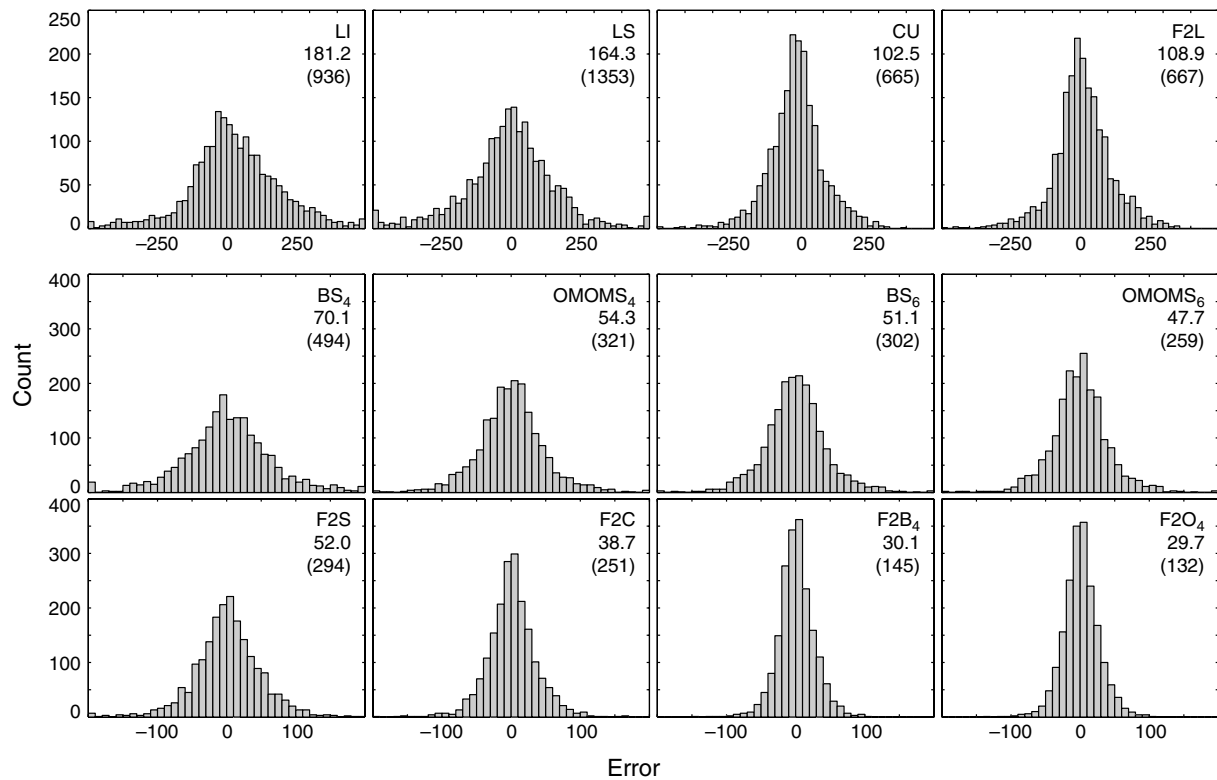 250
200
150
100
50
0
LI
181.2
(936)
−250 0 250
LS
164.3
(1353)
−250 0 250
CU
102.5
(665)
−250 0 250
F2L
108.9
(667)
−250 0 250
Count
400
300
200
100
0
BS₄
70.1
(494)
OMOMS₄
54.3
(321)
BS₆
51.1
(302)
OMOMS₆
47.7
(259)
400
300
200
100
0
F2S
52.0
(294)
−100 0 100
F2C
38.7
(251)
−100 0 100
F2B₄
30.1
(145)
−100 0 100
F2O₄
29.7
(132)
−100 0 100
Error